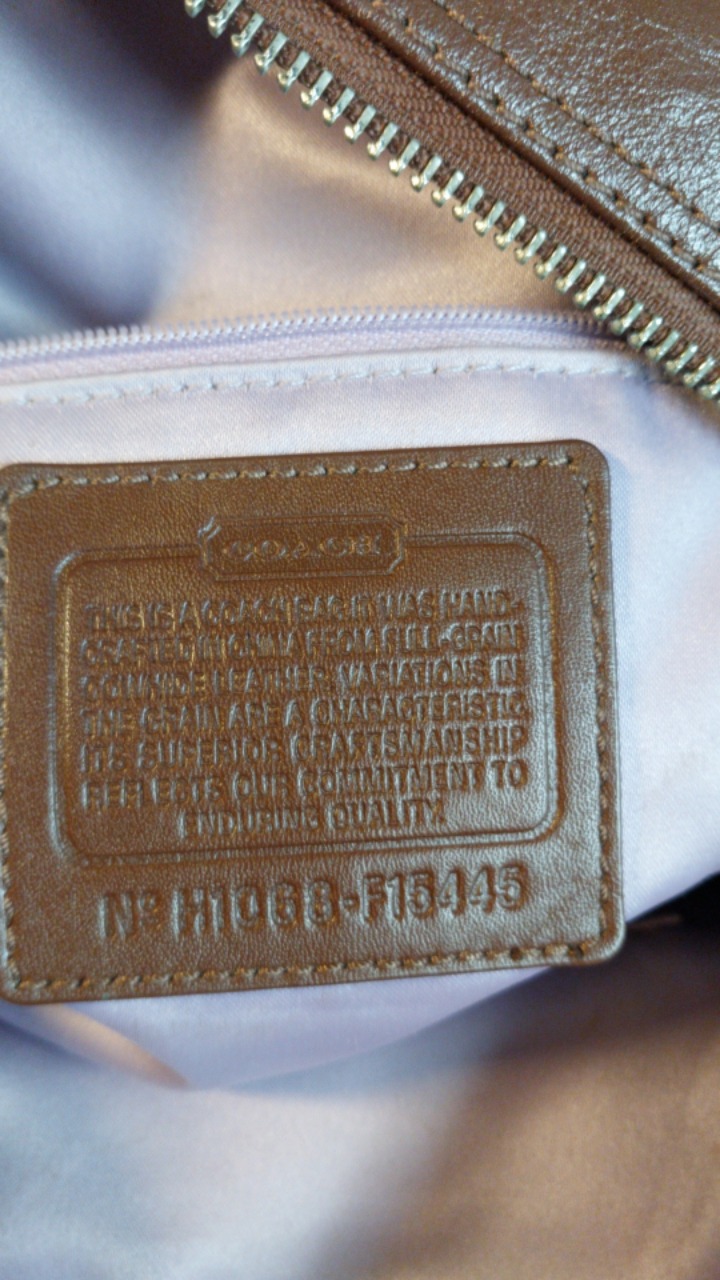 COACH
THIS IS A COACH BAG. IT WAS HAND-
CRAFTED IN CHINA FROM FULL-GRAIN
COWHIDE LEATHER. VARIATIONS IN
THE GRAIN ARE A CHARACTERISTIC.
ITS SUPERIOR CRAFTSMANSHIP
REFLECTS OUR COMMITMENT TO
ENDURING QUALITY.
Nº H1068-F15445